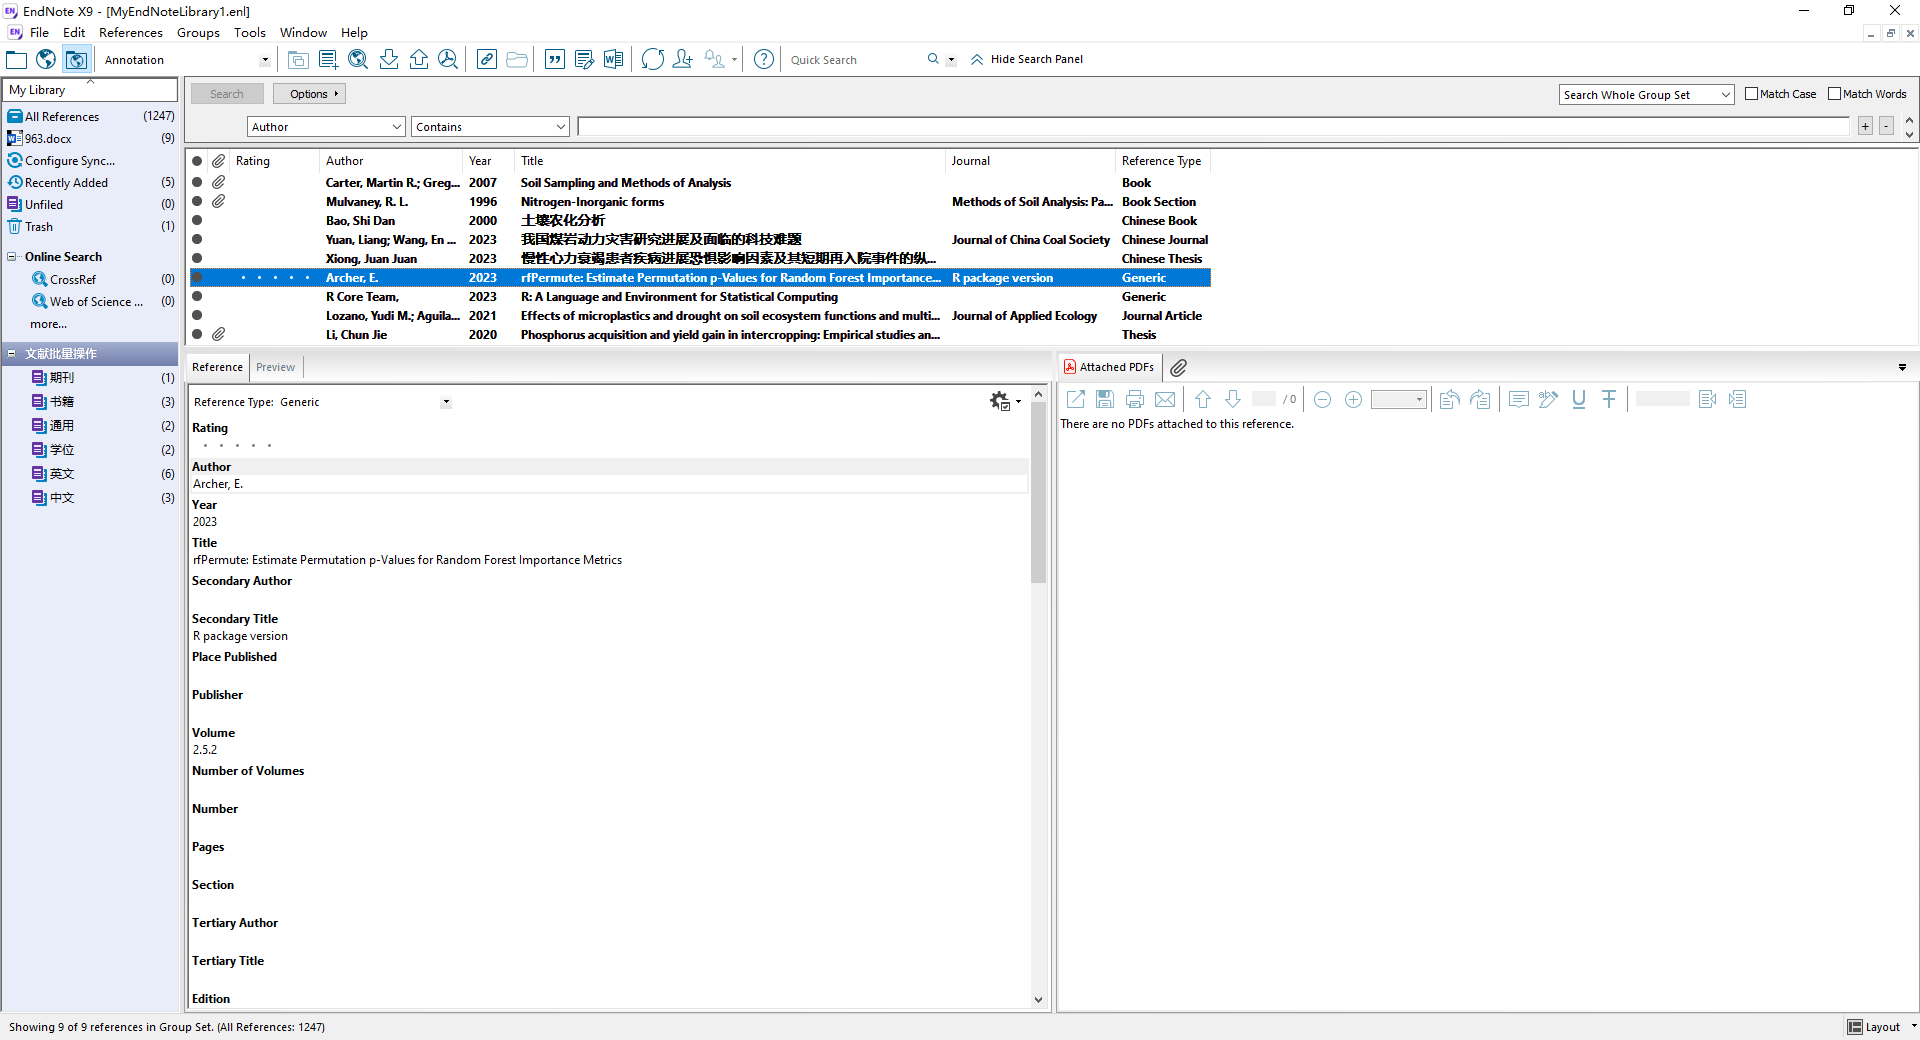 EndNote X9 - [MyEndNoteLibrary1.enl]
File Edit References Groups Tools Window Help
Annotation
Quick Search
Hide Search Panel
My Library
All References (1247)
963.docx (9)
Configure Sync...
Recently Added (5)
Unfiled (0)
Trash (1)
Online Search
CrossRef (0)
Web of Science ... (0)
more...
文献批量操作
期刊 (1)
书籍 (3)
通用 (2)
学位 (2)
英文 (6)
中文 (3)
Search Options Search Whole Group Set Match Case Match Words
Author Contains + -
Rating Author Year Title Journal Reference Type
Carter, Martin R.; Greg... 2007 Soil Sampling and Methods of Analysis Book
Mulvaney, R. L. 1996 Nitrogen-Inorganic forms Methods of Soil Analysis: Pa... Book Section
Bao, Shi Dan 2000 土壤农化分析 Chinese Book
Yuan, Liang; Wang, En ... 2023 我国煤岩动力灾害研究进展及面临的科技难题 Journal of China Coal Society Chinese Journal
Xiong, Juan Juan 2023 慢性心力衰竭患者疾病进展恐惧影响因素及其短期再入院事件的纵... Chinese Thesis
Archer, E. 2023 rfPermute: Estimate Permutation p-Values for Random Forest Importance... R package version Generic
R Core Team, 2023 R: A Language and Environment for Statistical Computing Generic
Lozano, Yudi M.; Aguila... 2021 Effects of microplastics and drought on soil ecosystem functions and multi... Journal of Applied Ecology Journal Article
Li, Chun Jie 2020 Phosphorus acquisition and yield gain in intercropping: Empirical studies an... Thesis
Reference Preview
Reference Type: Generic
Rating
Author
Archer, E.
Year
2023
Title
rfPermute: Estimate Permutation p-Values for Random Forest Importance Metrics
Secondary Author
Secondary Title
R package version
Place Published
Publisher
Volume
2.5.2
Number of Volumes
Number
Pages
Section
Tertiary Author
Tertiary Title
Edition
Attached PDFs
/ 0
There are no PDFs attached to this reference.
Showing 9 of 9 references in Group Set. (All References: 1247)
Layout